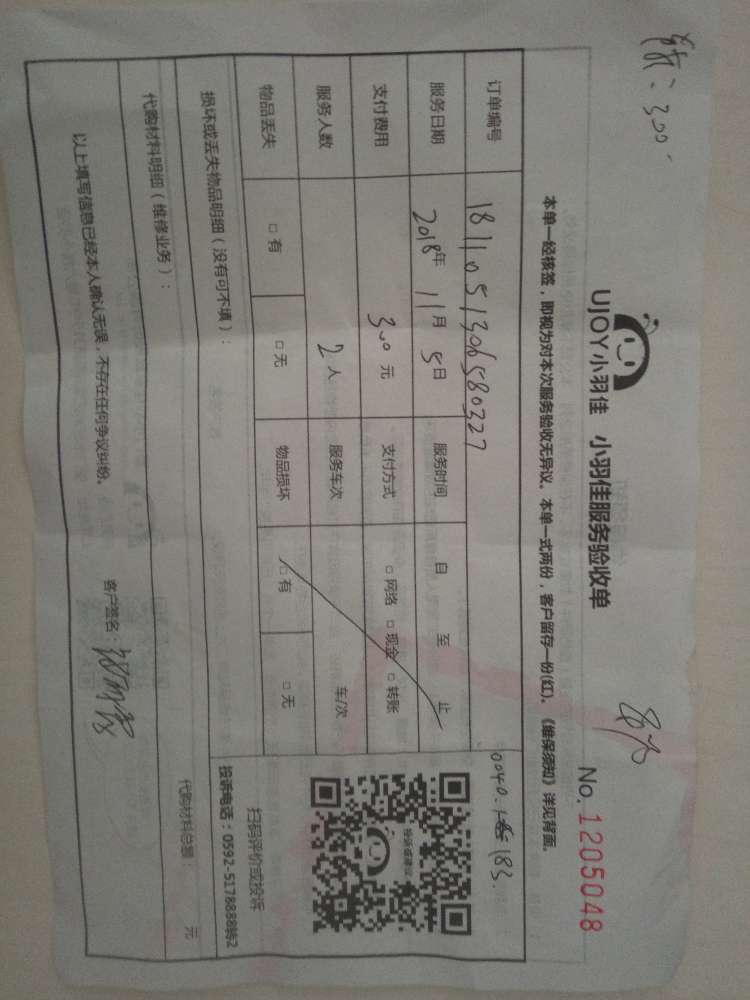 300.
UJOY小羽佳 小羽佳服务验收单
No. 1205048
本单一经核签，即视为对本次服务验收无异议。本单一式两份，客户留存一份(红)。《维保须知》详见背面。
订单编号 1811051306580327
服务日期 2018年 11月 5日 服务时间 自 至 止
支付费用 300 元 支付方式 □网络 □现金 □转账
服务人数 2人 服务车次 车/次
物品丢失 □有 □无 物品损坏 □有 □无
扫码评价或投诉
投诉电话：0592-5178888转2
损坏或丢失物品明细（没有可不填）：
代购材料明细（维修业务）：
代购材料总额： 元
以上填写信息已经本人确认无误，不存在任何争议纠纷。
客户签名：